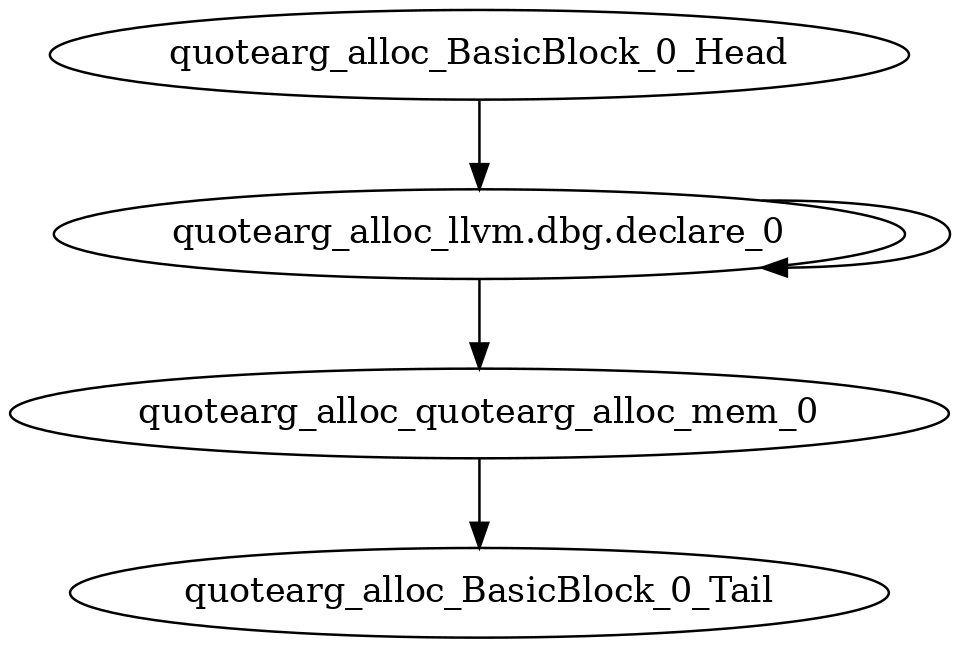 quotearg_alloc_BasicBlock_0_Head
quotearg_alloc_llvm.dbg.declare_0
quotearg_alloc_quotearg_alloc_mem_0
quotearg_alloc_BasicBlock_0_Tail